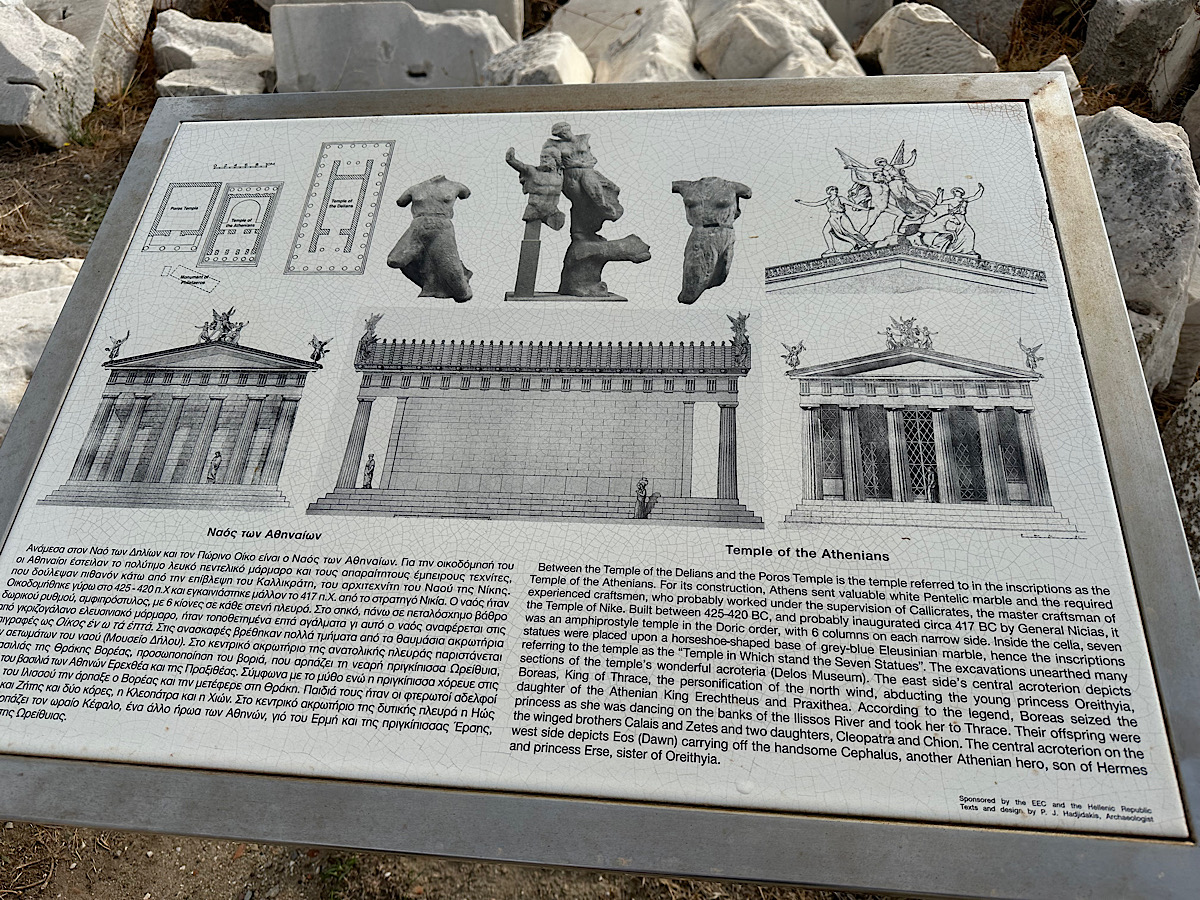 Poros Temple
Temple of
the Athenians
Temple of
the Delians
Monument of
Philetaeros
Ναός των Αθηναίων
Ανάμεσα στον Ναό των Δηλίων και τον Πώρινο Οίκο είναι ο Ναός των Αθηναίων. Για την οικοδόμησή του
οι Αθηναίοι έστειλαν το πολύτιμο λευκό πεντελικό μάρμαρο και τους απαραίτητους έμπειρους τεχνίτες,
που δούλεψαν πιθανόν κάτω από την επίβλεψη του Καλλικράτη, του αρχιτεχνίτη του Ναού της Νίκης.
Οικοδομήθηκε γύρω στο 425 - 420 π.Χ και εγκαινιάστηκε μάλλον το 417 π.Χ. από το στρατηγό Νικία. Ο ναός ήταν
δωρικού ρυθμού, αμφιπρόστυλος, με 6 κίονες σε κάθε στενή πλευρά. Στο σηκό, πάνω σε πεταλόσχημο βάθρο
από γκριζογάλανο ελευσινιακό μάρμαρο, ήταν τοποθετημένα επτά αγάλματα γι αυτό ο ναός αναφέρεται στις
επιγραφές ως Οίκος έν ω τά έπτά. Στις ανασκαφές βρέθηκαν πολλά τμήματα από τα θαυμάσια ακρωτήρια
των αετωμάτων του ναού (Μουσείο Δήλου). Στο κεντρικό ακρωτήριο της ανατολικής πλευράς παριστάνεται
βασιλιάς της Θράκης Βορέας, προσωποποίηση του βοριά, που αρπάζει τη νεαρή πριγκίπισσα Ωρείθυια,
του βασιλιά των Αθηνών Ερεχθέα και της Πραξιθέας. Σύμφωνα με το μύθο ενώ η πριγκίπισσα χόρευε στις
του Ιλισσού την άρπαξε ο Βορέας και την μετέφερε στη Θράκη. Παιδιά τους ήταν οι φτερωτοί αδελφοί
και Ζήτης και δύο κόρες, η Κλεοπάτρα και η Χιών. Στο κεντρικό ακρωτήριο της δυτικής πλευρά η Ηώς
αρπάζει τον ωραίο Κέφαλο, ένα άλλο ήρωα των Αθηνών, γιό του Ερμή και της πριγκίπισσας Έρσης,
της Ωρείθυιας.
Temple of the Athenians
Between the Temple of the Delians and the Poros Temple is the temple referred to in the inscriptions as the
Temple of the Athenians. For its construction, Athens sent valuable white Pentelic marble and the required
experienced craftsmen, who probably worked under the supervision of Callicrates, the master craftsman of
the Temple of Nike. Built between 425-420 BC, and probably inaugurated circa 417 BC by General Nicias, it
was an amphiprostyle temple in the Doric order, with 6 columns on each narrow side. Inside the cella, seven
statues were placed upon a horseshoe-shaped base of grey-blue Eleusinian marble, hence the inscriptions
referring to the temple as the “Temple in Which stand the Seven Statues”. The excavations unearthed many
sections of the temple's wonderful acroteria (Delos Museum). The east side's central acroterion depicts
Boreas, King of Thrace, the personification of the north wind, abducting the young princess Oreithyia,
daughter of the Athenian King Erechtheus and Praxithea. According to the legend, Boreas seized the
princess as she was dancing on the banks of the Ilissos River and took her to Thrace. Their offspring were
the winged brothers Calais and Zetes and two daughters, Cleopatra and Chion. The central acroterion on the
west side depicts Eos (Dawn) carrying off the handsome Cephalus, another Athenian hero, son of Hermes
and princess Erse, sister of Oreithyia.
Sponsored by the EEC and the Hellenic Republic
Texts and design by P. J. Hadjidakis, Archaeologist